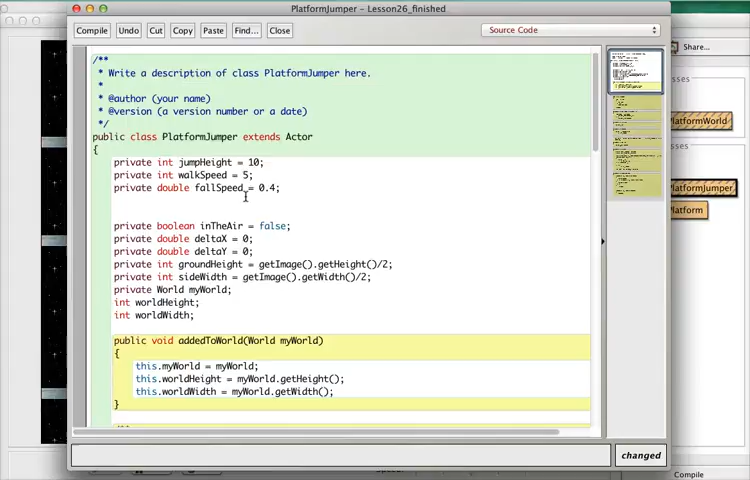 PlatformJumper - Lesson26_finished
Compile Undo Cut Copy Paste Find... Close Source Code
Share...
/**
* Write a description of class PlatformJumper here.
*
* @author (your name)
* @version (a version number or a date)
*/
public class PlatformJumper extends Actor
{
private int jumpHeight = 10;
private int walkSpeed = 5;
private double fallSpeed = 0.4;
private boolean inTheAir = false;
private double deltaX = 0;
private double deltaY = 0;
private int groundHeight = getImage().getHeight()/2;
private int sideWidth = getImage().getWidth()/2;
private World myWorld;
int worldHeight;
int worldWidth;
public void addedToWorld(World myWorld)
{
this.myWorld = myWorld;
this.worldHeight = myWorld.getHeight();
this.worldWidth = myWorld.getWidth();
}
changed
asses
PlatformWorld
asses
PlatformJumper
Platform
Compile